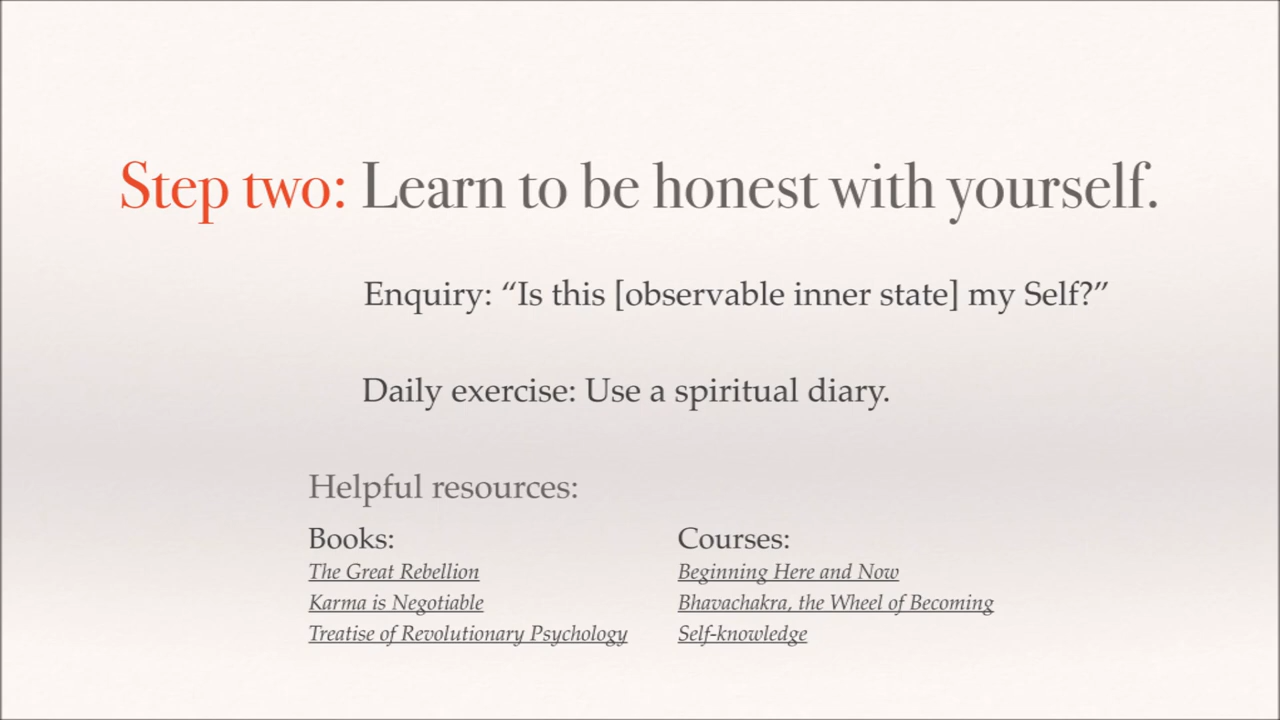 Step two: Learn to be honest with yourself.
Enquiry: “Is this [observable inner state] my Self?”
Daily exercise: Use a spiritual diary.
Helpful resources:
Books:
The Great Rebellion
Karma is Negotiable
Treatise of Revolutionary Psychology
Courses:
Beginning Here and Now
Bhavachakra, the Wheel of Becoming
Self-knowledge